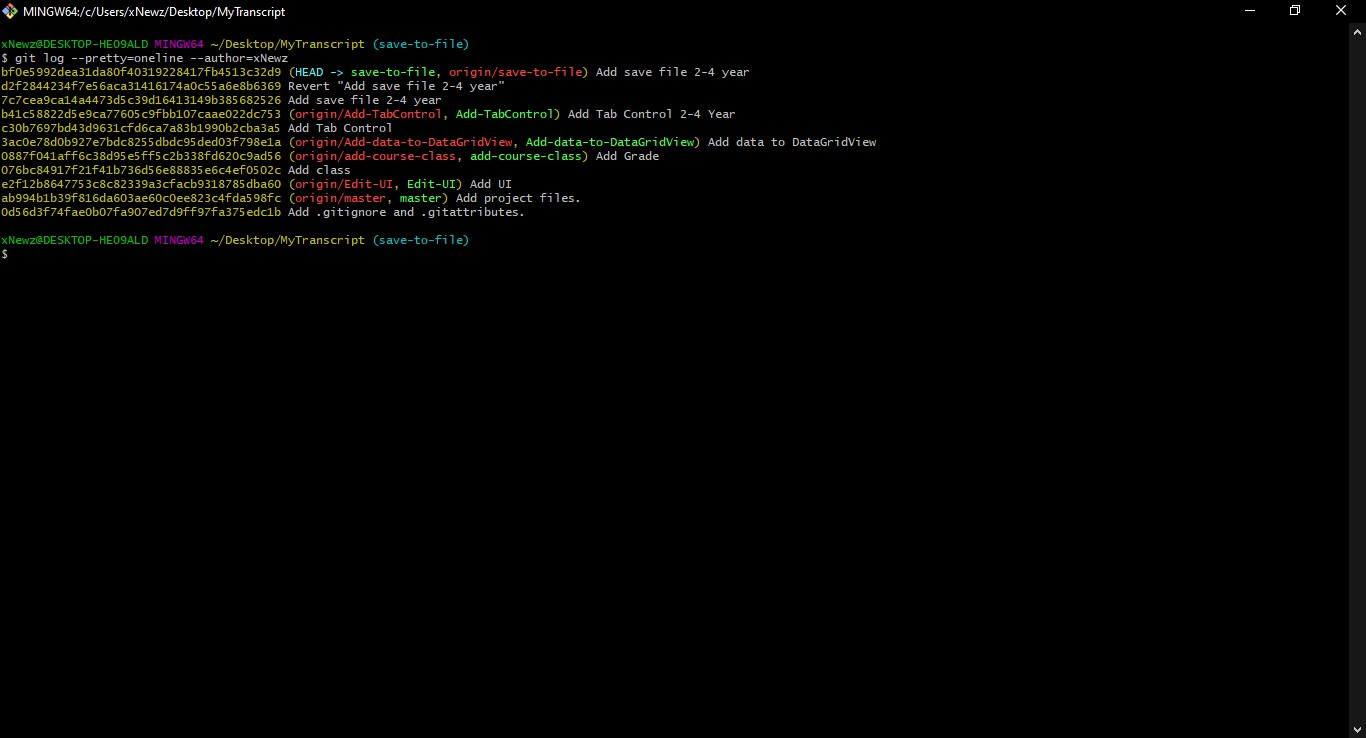 MINGW64:/c/Users/xNewz/Desktop/MyTranscript
xNewz@DESKTOP-HEO9ALD MINGW64 ~/Desktop/MyTranscript (save-to-file)
$ git log --pretty=oneline --author=xNewz
bf0e5992dea31da80f40319228417fb4513c32d9 (HEAD -> save-to-file, origin/save-to-file) Add save file 2-4 year
d2f2844234f7e56aca31416174a0c55a6e8b6369 Revert "Add save file 2-4 year"
7c7cea9ca14a4473d5c39d16413149b385682526 Add save file 2-4 year
b41c58822d5e9ca77605c9fbb107caae022dc753 (origin/Add-TabControl, Add-TabControl) Add Tab Control 2-4 Year
c30b7697bd43d9631cfd6ca7a83b1990b2cba3a5 Add Tab Control
3ac0e78d0b927e7bdc8255dbdc95ded03f798e1a (origin/Add-data-to-DataGridView, Add-data-to-DataGridView) Add data to DataGridView
0887f041aff6c38d95e5ff5c2b338fd620c9ad56 (origin/add-course-class, add-course-class) Add Grade
076bc84917f21f41b736d56e88835e6c4ef0502c Add class
e2f12b8647753c8c82339a3cfacb9318785dba60 (origin/Edit-UI, Edit-UI) Add UI
ab994b1b39f816da603ae60c0ee823c4fda598fc (origin/master, master) Add project files.
0d56d3f74fae0b07fa907ed7d9ff97fa375edc1b Add .gitignore and .gitattributes.
xNewz@DESKTOP-HEO9ALD MINGW64 ~/Desktop/MyTranscript (save-to-file)
$